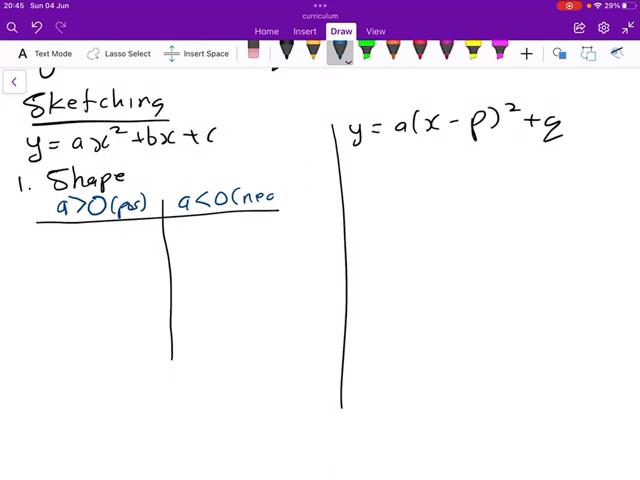 20:45 Sun 04 Jun
29%
curriculum
Home Insert Draw View
A Text Mode Lasso Select Insert Space
Sketching
y = ax² + bx + c
1. Shape
a > 0 (pos) a < 0 (neg
y = a(x - p)² + q